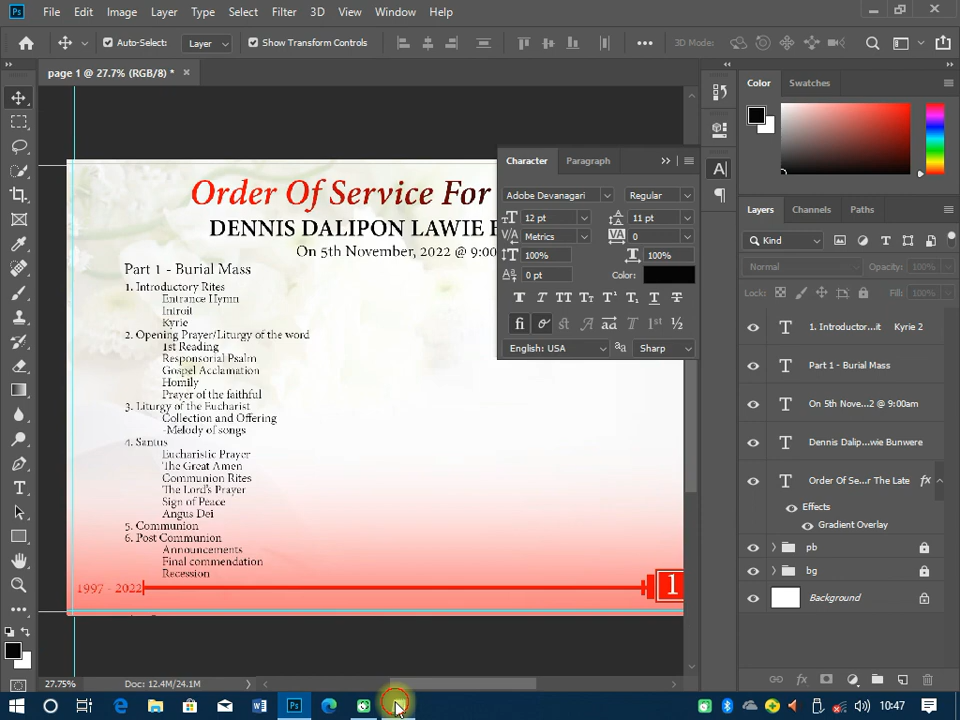 File Edit Image Layer Type Select Filter 3D View Window Help
Auto-Select: Layer Show Transform Controls 3D Mode:
page 1 @ 27.7% (RGB/8) *
Order Of Service For
DENNIS DALIPON LAWIE B
On 5th November, 2022 @ 9:00
Part 1 - Burial Mass
1. Introductory Rites
Entrance Hymn
Introit
Kyrie
2. Opening Prayer/Liturgy of the word
1st Reading
Responsorial Psalm
Gospel Acclamation
Homily
Prayer of the faithful
3. Liturgy of the Eucharist
Collection and Offering
-Melody of songs
4. Santus
Eucharistic Prayer
The Great Amen
Communion Rites
The Lord's Prayer
Sign of Peace
Angus Dei
5. Communion
6. Post Communion
Announcements
Final commendation
Recession
1997 - 2022
1
Character Paragraph
Adobe Devanagari Regular
12 pt 11 pt
Metrics 0
100% 100%
0 pt Color:
English: USA Sharp
Color Swatches
Layers Channels Paths
Kind
Normal Opacity: 100%
Lock: Fill: 100%
1. Introductor...it Kyrie 2
Part 1 - Burial Mass
On 5th Nove...2 @ 9:00am
Dennis Dalip...wie Bunwere
Order Of Se...r The Late fx
Effects
Gradient Overlay
pb
bg
Background
27.75% Doc: 12.4M/24.1M
10:47